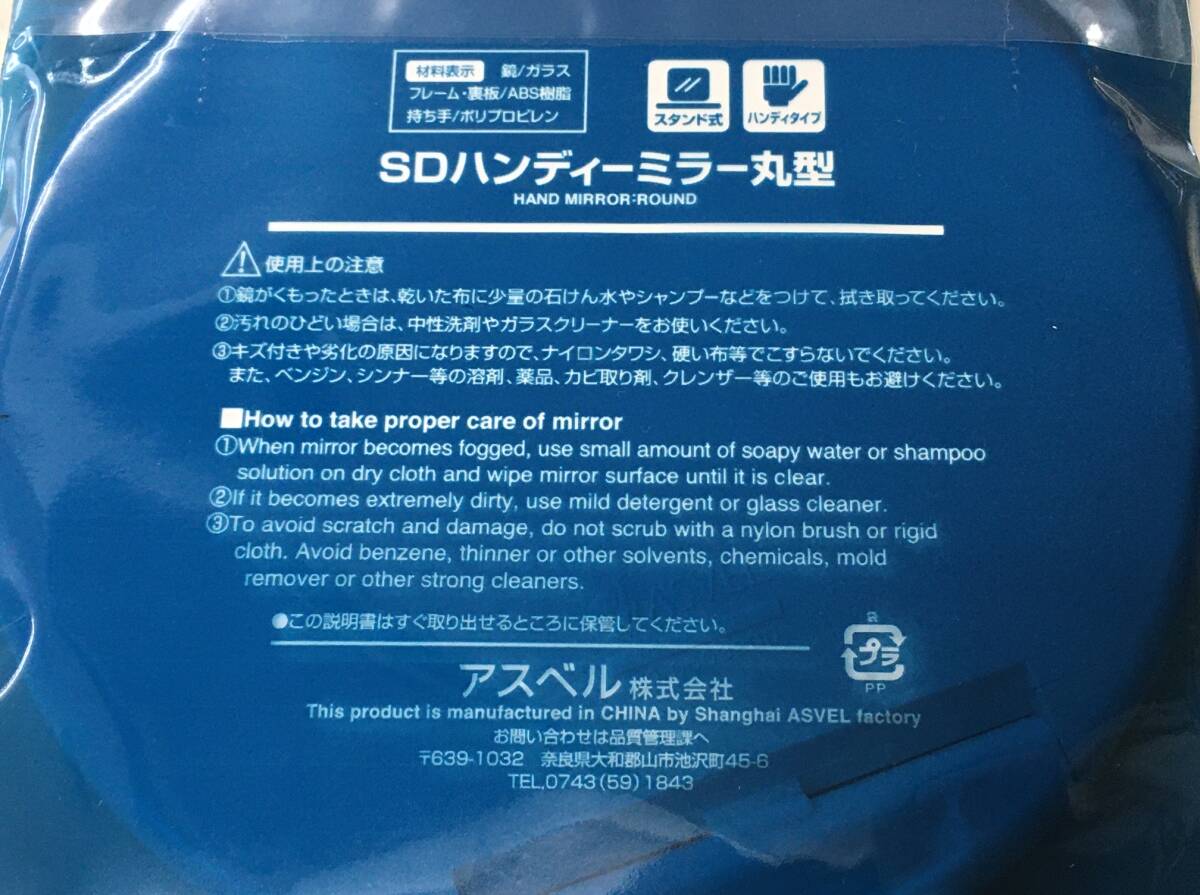 材料表示 鏡/ガラス
フレーム・裏板/ABS樹脂
持ち手/ポリプロピレン
スタンド式
ハンディタイプ
SDハンディーミラー丸型
HAND MIRROR:ROUND
使用上の注意
①鏡がくもったときは、乾いた布に少量の石けん水やシャンプーなどをつけて、拭き取ってください。
②汚れのひどい場合は、中性洗剤やガラスクリーナーをお使いください。
③キズ付きや劣化の原因になりますので、ナイロンタワシ、硬い布等でこすらないでください。
また、ベンジン、シンナー等の溶剤、薬品、カビ取り剤、クレンザー等のご使用もお避けください。
■How to take proper care of mirror
①When mirror becomes fogged, use small amount of soapy water or shampoo
solution on dry cloth and wipe mirror surface until it is clear.
②If it becomes extremely dirty, use mild detergent or glass cleaner.
③To avoid scratch and damage, do not scrub with a nylon brush or rigid
cloth. Avoid benzene, thinner or other solvents, chemicals, mold
remover or other strong cleaners.
●この説明書はすぐ取り出せるところに保管してください。
袋
プラ
PP
アスベル株式会社
This product is manufactured in CHINA by Shanghai ASVEL factory
お問い合わせは品質管理課へ
〒639-1032 奈良県大和郡山市池沢町45-6
TEL.0743(59)1843